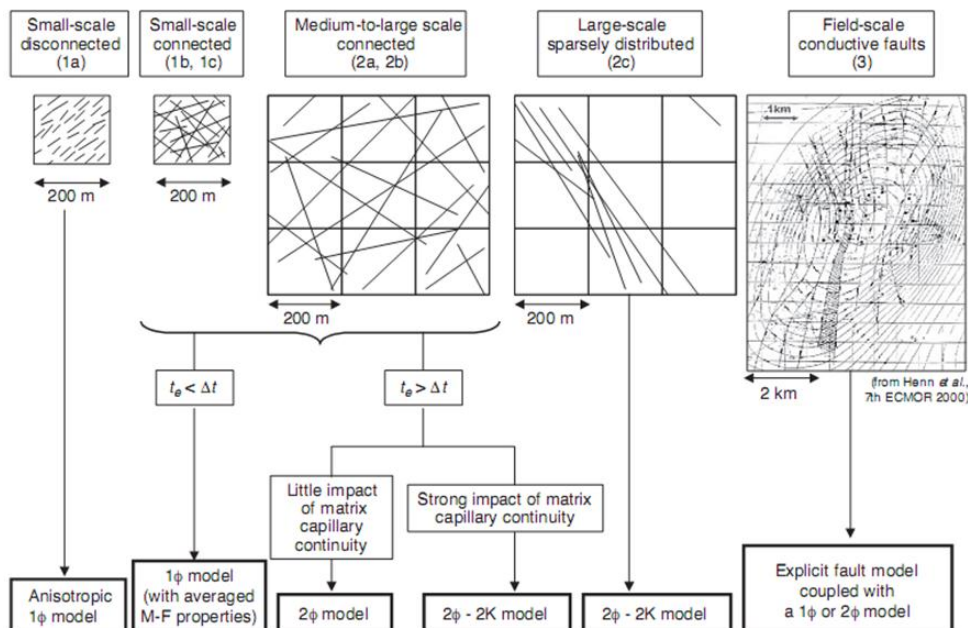 Small-scale
disconnected
(1a)
Small-scale
connected
(1b, 1c)
Medium-to-large scale
connected
(2a, 2b)
Large-scale
sparsely distributed
(2c)
Field-scale
conductive faults
(3)
1km
200 m
200 m
200 m
200 m
2 km
(from Henn et al.,
7th ECMOR 2000)
te < Δt
te > Δt
Little impact
of matrix
capillary
continuity
Strong impact of matrix
capillary continuity
Anisotropic
1ϕ model
1ϕ model
(with averaged
M-F properties)
2ϕ model
2ϕ - 2K model
2ϕ - 2K model
Explicit fault model
coupled with
a 1ϕ or 2ϕ model